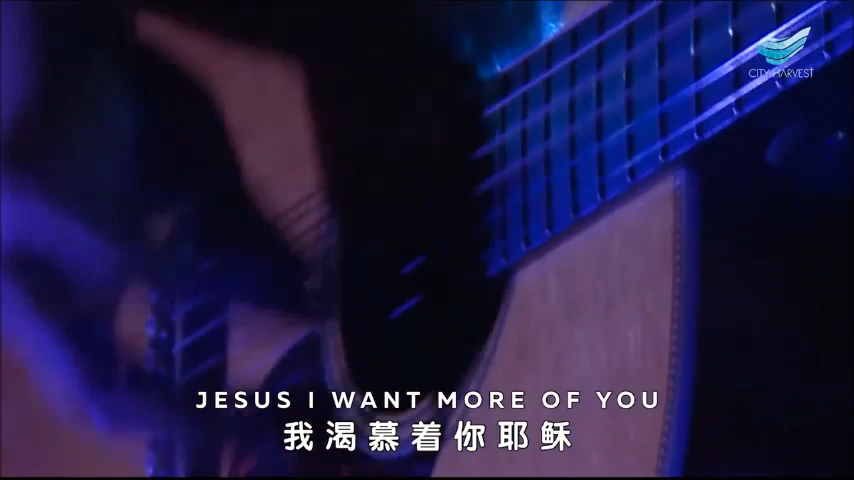 CITY HARVEST
JESUS I WANT MORE OF YOU
我渴慕着你耶稣